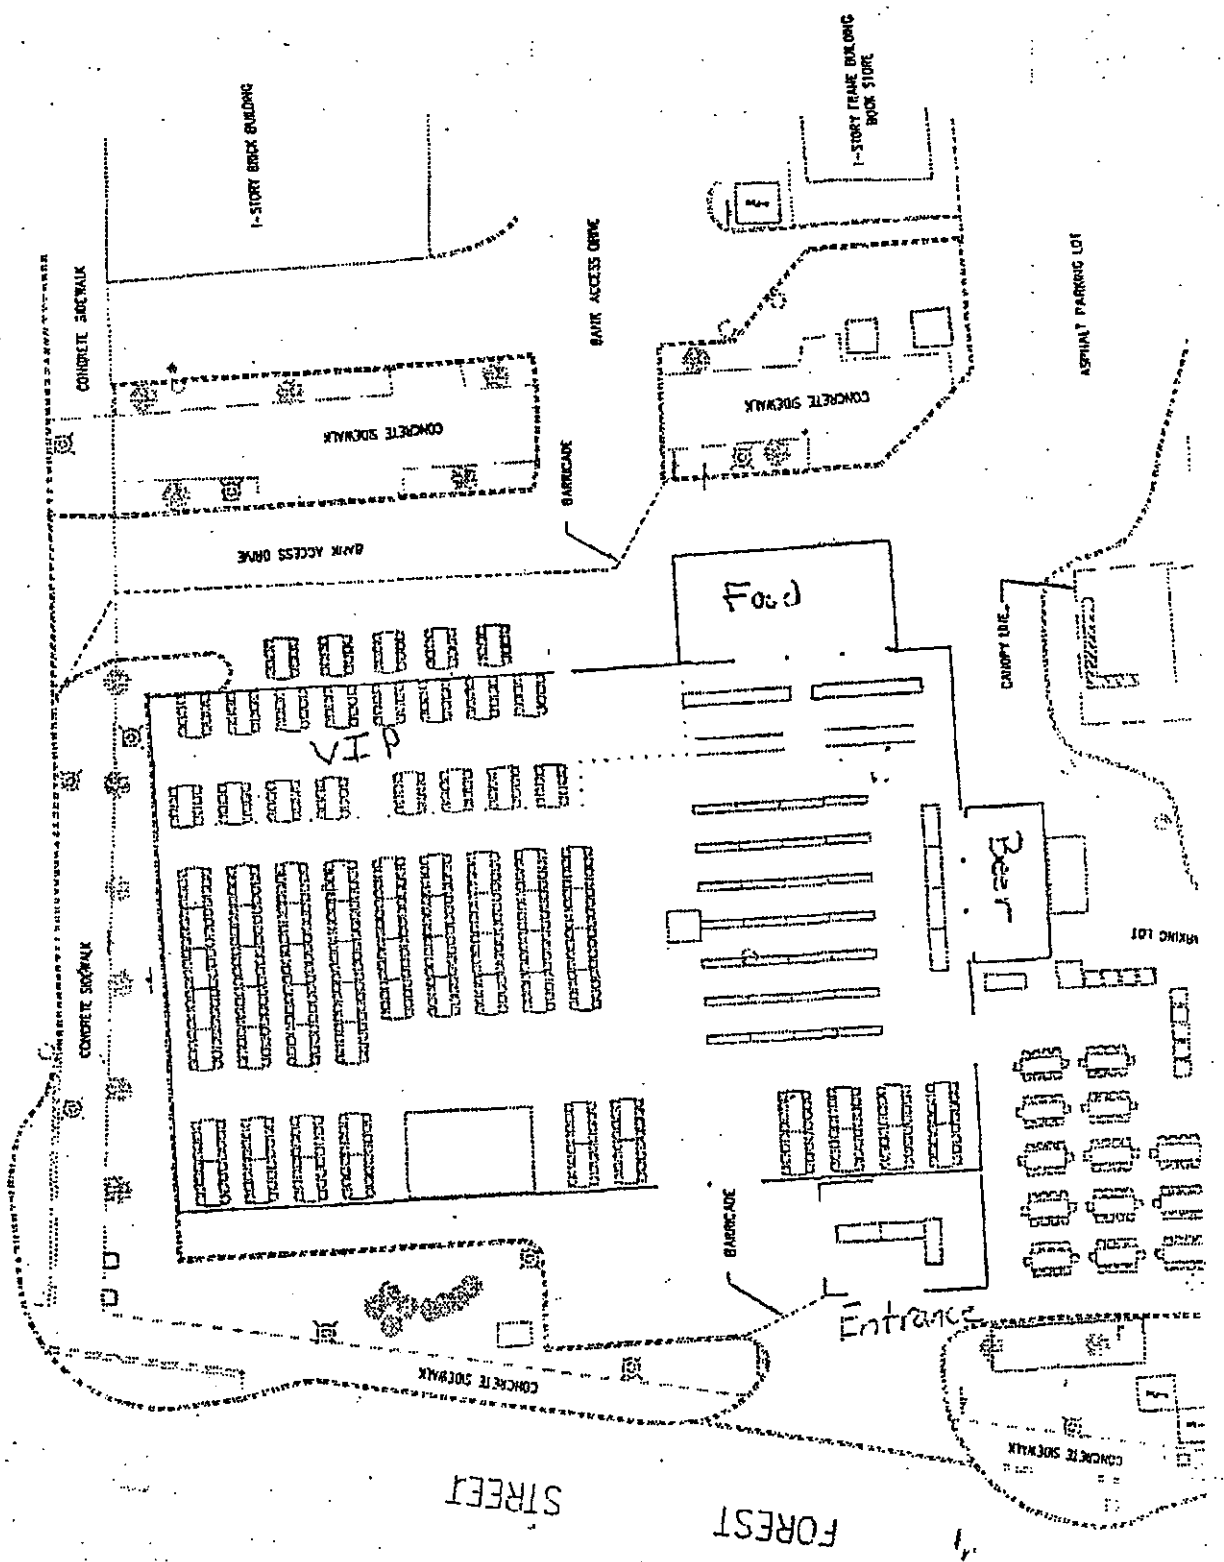 1-STORY FRAME BUILDING
BOOK STORE
1-STORY BRICK BUILDING
CONCRETE SIDEWALK
BANK ACCESS DRIVE
ASPHALT PARKING LOT
CONCRETE SIDEWALK
CONCRETE SIDEWALK
BARRICADE
BANK ACCESS DRIVE
Food
CANOPY
VIP
Beer
PARKING LOT
CONCRETE SIDEWALK
BARRICADE
Entrance
CONCRETE SIDEWALK
CONCRETE SIDEWALK
FOREST STREET